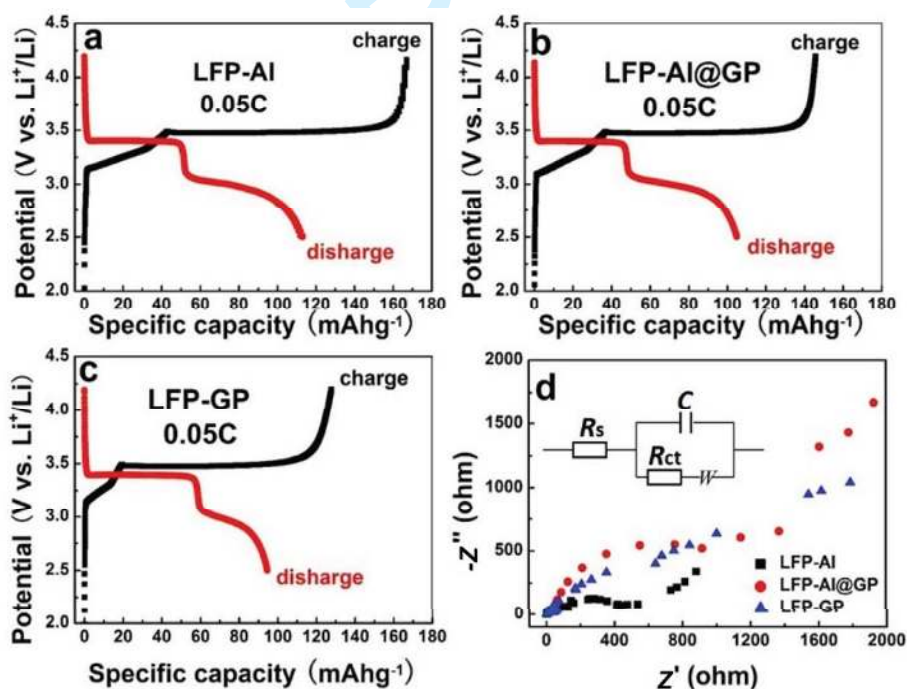 a
LFP-Al
0.05C
charge
disharge
4.5
4.0
3.5
3.0
2.5
2.0
Potential (V vs. Li⁺/Li)
0 20 40 60 80 100 120 140 160 180
Specific capacity (mAhg⁻¹)
b
LFP-Al@GP
0.05C
charge
disharge
4.5
4.0
3.5
3.0
2.5
2.0
Potential (V vs. Li⁺/Li)
0 20 40 60 80 100 120 140 160 180
Specific capacity (mAhg⁻¹)
c
LFP-GP
0.05C
charge
disharge
4.5
4.0
3.5
3.0
2.5
2.0
Potential (V vs. Li⁺/Li)
0 20 40 60 80 100 120 140 160 180
Specific capacity (mAhg⁻¹)
d
Rs
C
Rct
W
LFP-Al
LFP-Al@GP
LFP-GP
2000
1500
1000
500
0
-Z'' (ohm)
0 400 800 1200 1600 2000
Z' (ohm)